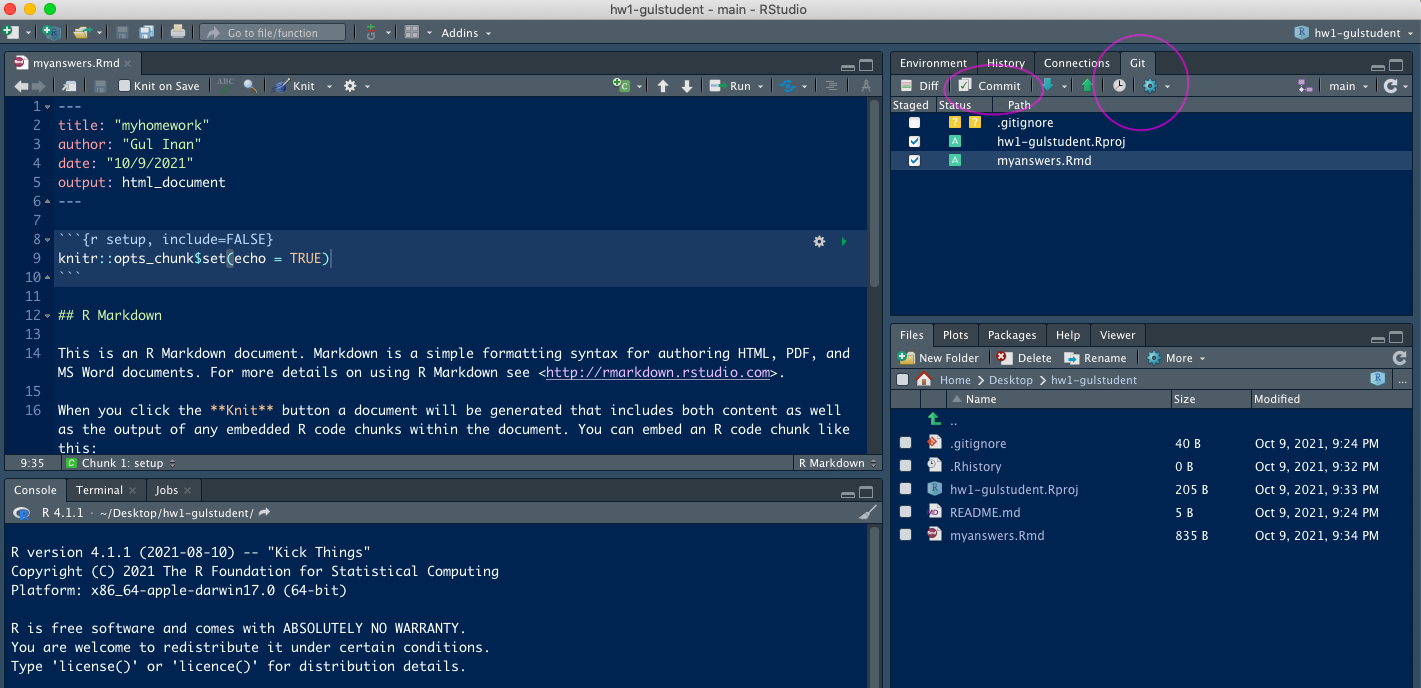 hw1-gulstudent - main - RStudio
Go to file/function
Addins
hw1-gulstudent
myanswers.Rmd
Knit on Save
ABC
Knit
Run
1 ---
2 title: "myhomework"
3 author: "Gul Inan"
4 date: "10/9/2021"
5 output: html_document
6 ---
7
8 ```{r setup, include=FALSE}
9 knitr::opts_chunk$set(echo = TRUE)
10 ```
11
12 ## R Markdown
13
14 This is an R Markdown document. Markdown is a simple formatting syntax for authoring HTML, PDF, and
MS Word documents. For more details on using R Markdown see <http://rmarkdown.rstudio.com>.
15
16 When you click the **Knit** button a document will be generated that includes both content as well
as the output of any embedded R code chunks within the document. You can embed an R code chunk like
this:
9:35 C Chunk 1: setup R Markdown
Console Terminal Jobs
R 4.1.1 · ~/Desktop/hw1-gulstudent/
R version 4.1.1 (2021-08-10) -- "Kick Things"
Copyright (C) 2021 The R Foundation for Statistical Computing
Platform: x86_64-apple-darwin17.0 (64-bit)
R is free software and comes with ABSOLUTELY NO WARRANTY.
You are welcome to redistribute it under certain conditions.
Type 'license()' or 'licence()' for distribution details.
Environment History Connections Git
Diff Commit main
Staged Status Path
? ? .gitignore
A hw1-gulstudent.Rproj
A myanswers.Rmd
Files Plots Packages Help Viewer
New Folder Delete Rename More
Home Desktop hw1-gulstudent ...
Name Size Modified
..
.gitignore 40 B Oct 9, 2021, 9:24 PM
.Rhistory 0 B Oct 9, 2021, 9:32 PM
hw1-gulstudent.Rproj 205 B Oct 9, 2021, 9:33 PM
README.md 5 B Oct 9, 2021, 9:24 PM
myanswers.Rmd 835 B Oct 9, 2021, 9:34 PM